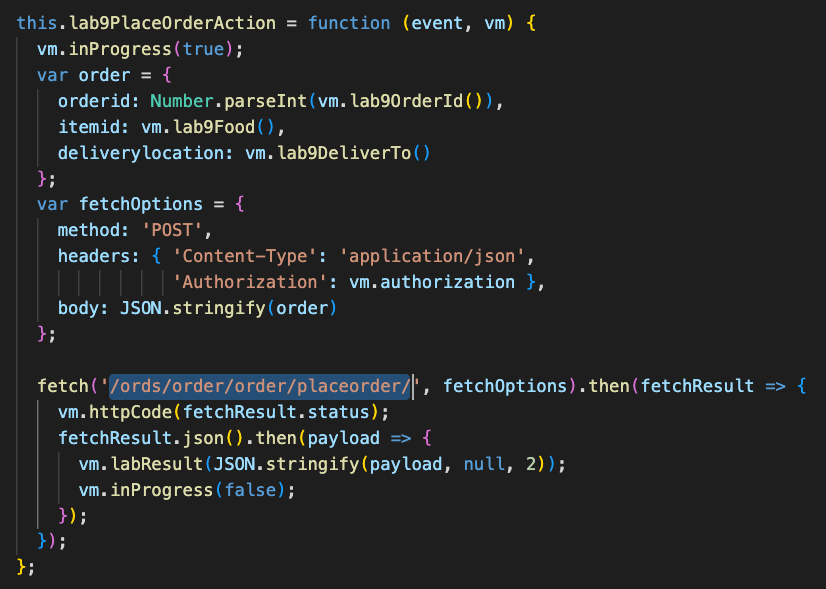 this.lab9PlaceOrderAction = function (event, vm) {
  vm.inProgress(true);
  var order = {
    orderid: Number.parseInt(vm.lab9OrderId()),
    itemid: vm.lab9Food(),
    deliverylocation: vm.lab9DeliverTo()
  };
  var fetchOptions = {
    method: 'POST',
    headers: { 'Content-Type': 'application/json',
               'Authorization': vm.authorization },
    body: JSON.stringify(order)
  };

  fetch('/ords/order/order/placeorder/', fetchOptions).then(fetchResult => {
    vm.httpCode(fetchResult.status);
    fetchResult.json().then(payload => {
      vm.labResult(JSON.stringify(payload, null, 2));
      vm.inProgress(false);
    });
  });
};